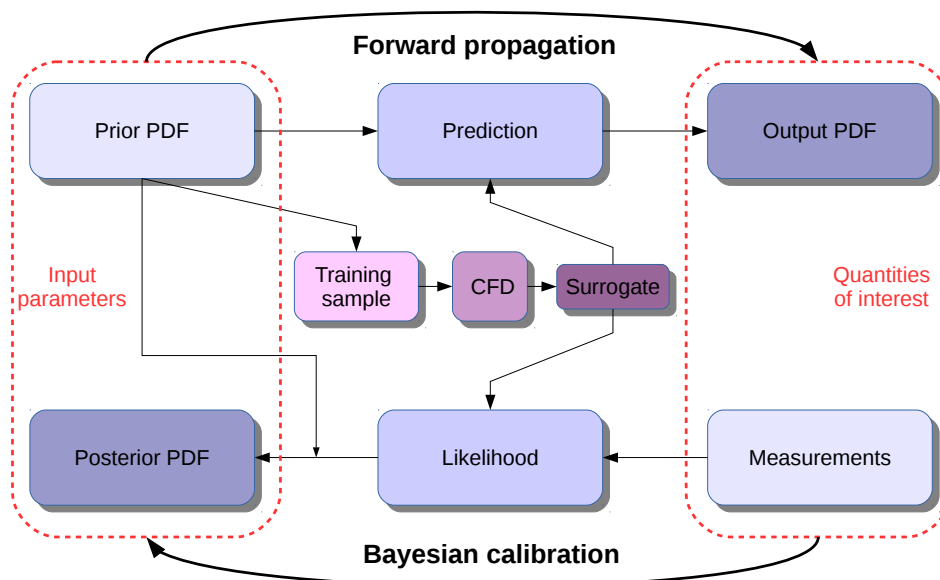 Forward propagation
Prior PDF
Prediction
Output PDF
Input
parameters
Training
sample
CFD
Surrogate
Quantities
of interest
Posterior PDF
Likelihood
Measurements
Bayesian calibration